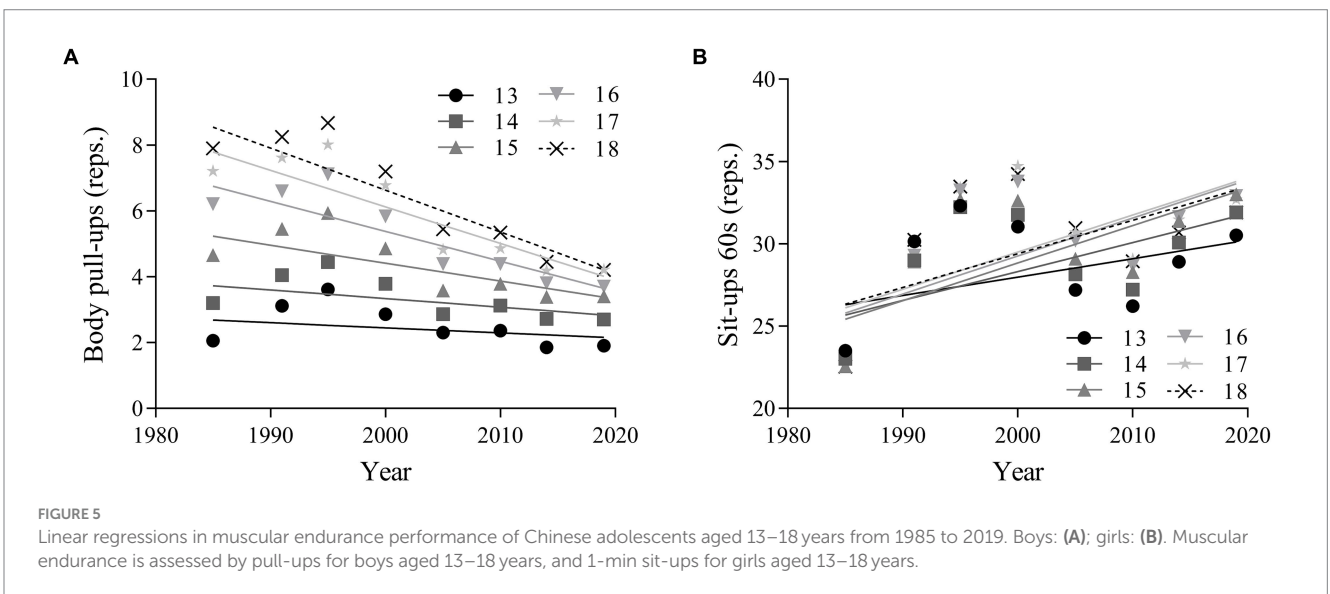 A
Body pull-ups (reps.)
10
8
6
4
2
0
13 16
14 17
15 18
1980 1990 2000 2010 2020
Year
B
Sit-ups 60s (reps.)
40
35
30
25
20
13 16
14 17
15 18
1980 1990 2000 2010 2020
Year
FIGURE 5
Linear regressions in muscular endurance performance of Chinese adolescents aged 13–18 years from 1985 to 2019. Boys: (A); girls: (B). Muscular
endurance is assessed by pull-ups for boys aged 13–18 years, and 1-min sit-ups for girls aged 13–18 years.